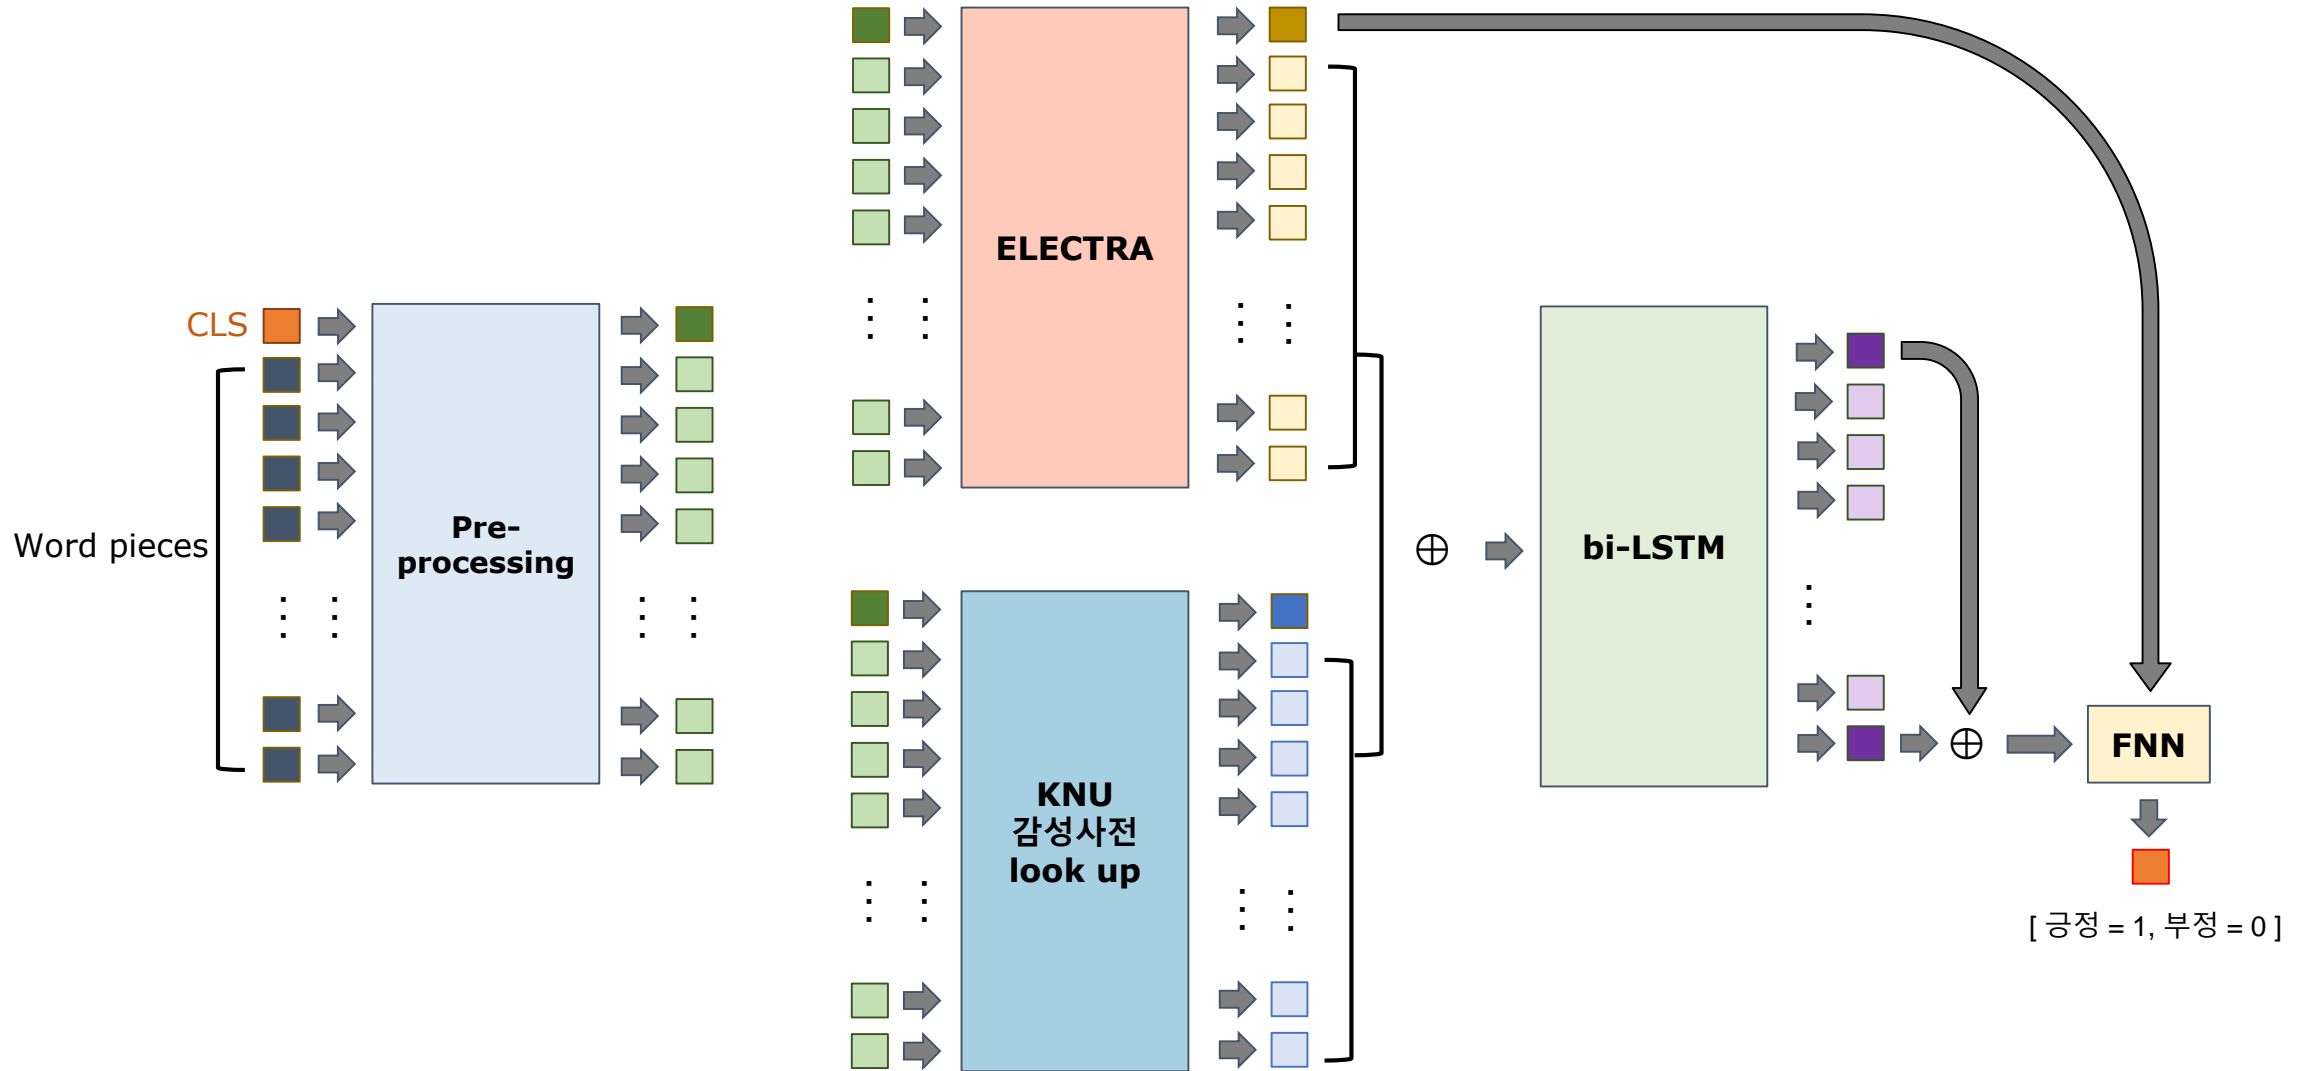 CLS
Word pieces
Pre-
processing
ELECTRA
KNU
감성사전
look up
bi-LSTM
FNN
[ 긍정 = 1, 부정 = 0 ]